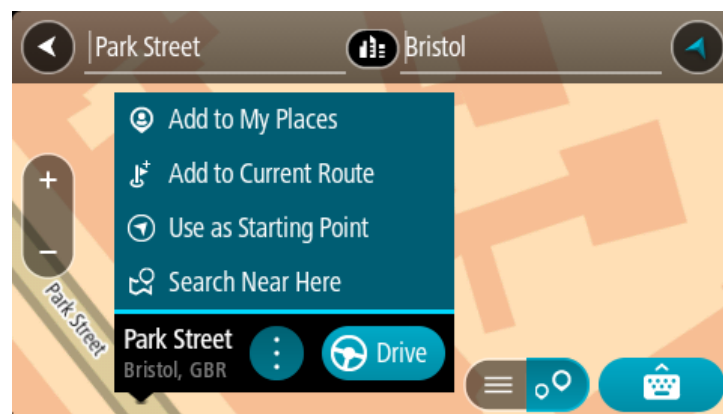 Park Street Bristol
Add to My Places
Add to Current Route
Use as Starting Point
Search Near Here
Park Street
Park Street
Bristol, GBR
Drive